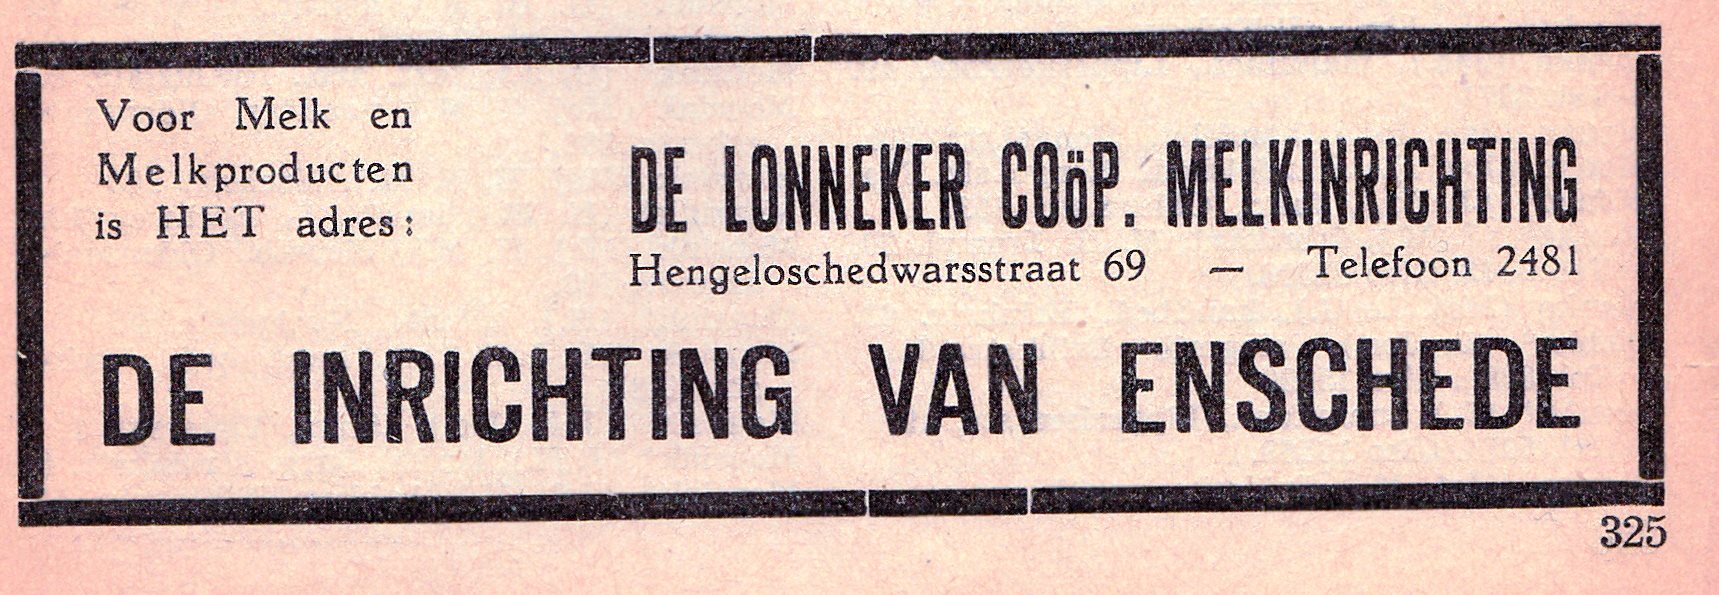 Voor Melk en
Melkproducten
is HET adres:
DE LONNEKER COöP. MELKINRICHTING
Hengeloschedwarsstraat 69 — Telefoon 2481
DE INRICHTING VAN ENSCHEDE
325